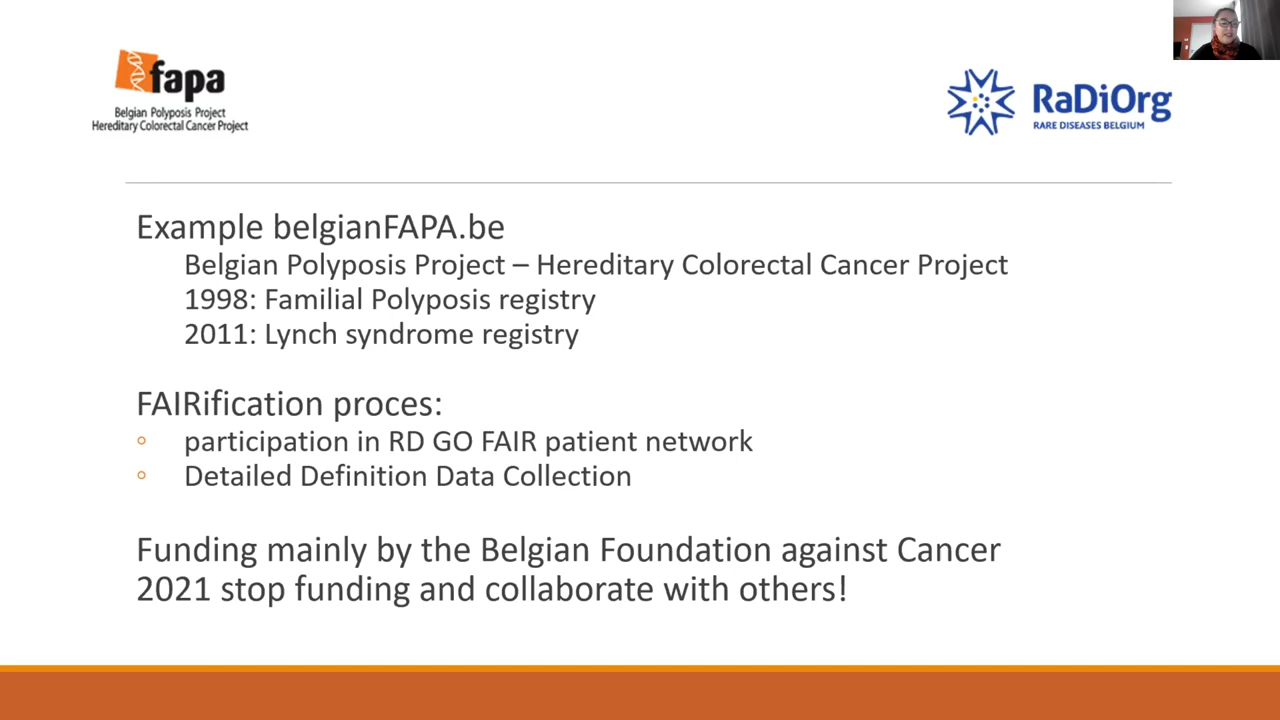 fapa
Belgian Polyposis Project
Hereditary Colorectal Cancer Project
RaDiOrg
RARE DISEASES BELGIUM
Example belgianFAPA.be
Belgian Polyposis Project – Hereditary Colorectal Cancer Project
1998: Familial Polyposis registry
2011: Lynch syndrome registry
FAIRification proces:
◦ participation in RD GO FAIR patient network
◦ Detailed Definition Data Collection
Funding mainly by the Belgian Foundation against Cancer
2021 stop funding and collaborate with others!